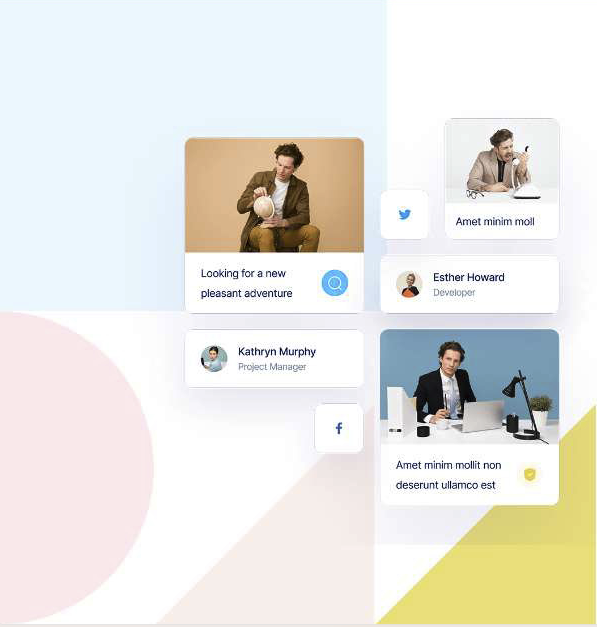 Amet minim moll
Looking for a new
pleasant adventure
Esther Howard
Developer
Kathryn Murphy
Project Manager
Amet minim mollit non
deserunt ullamco est